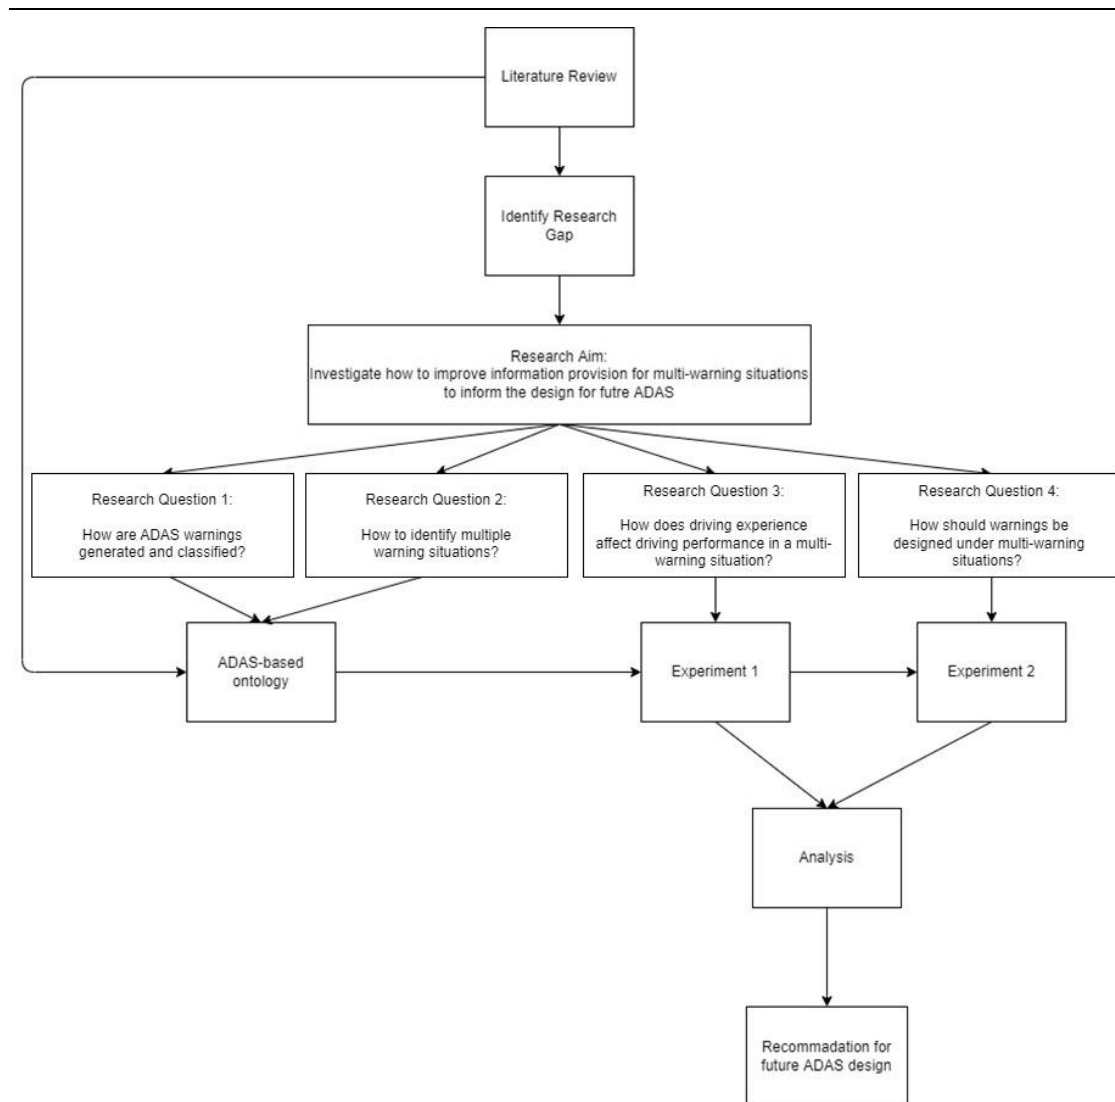 Literature Review
Identify Research
Gap
Research Aim:
Investigate how to improve information provision for multi-warning situations
to inform the design for futre ADAS
Research Question 1:
How are ADAS warnings
generated and classified?
Research Question 2:
How to identify multiple
warning situations?
Research Question 3:
How does driving experience
affect driving performance in a multi-
warning situation?
Research Question 4:
How should warnings be
designed under multi-warning
situations?
ADAS-based
ontology
Experiment 1
Experiment 2
Analysis
Recommadation for
future ADAS design